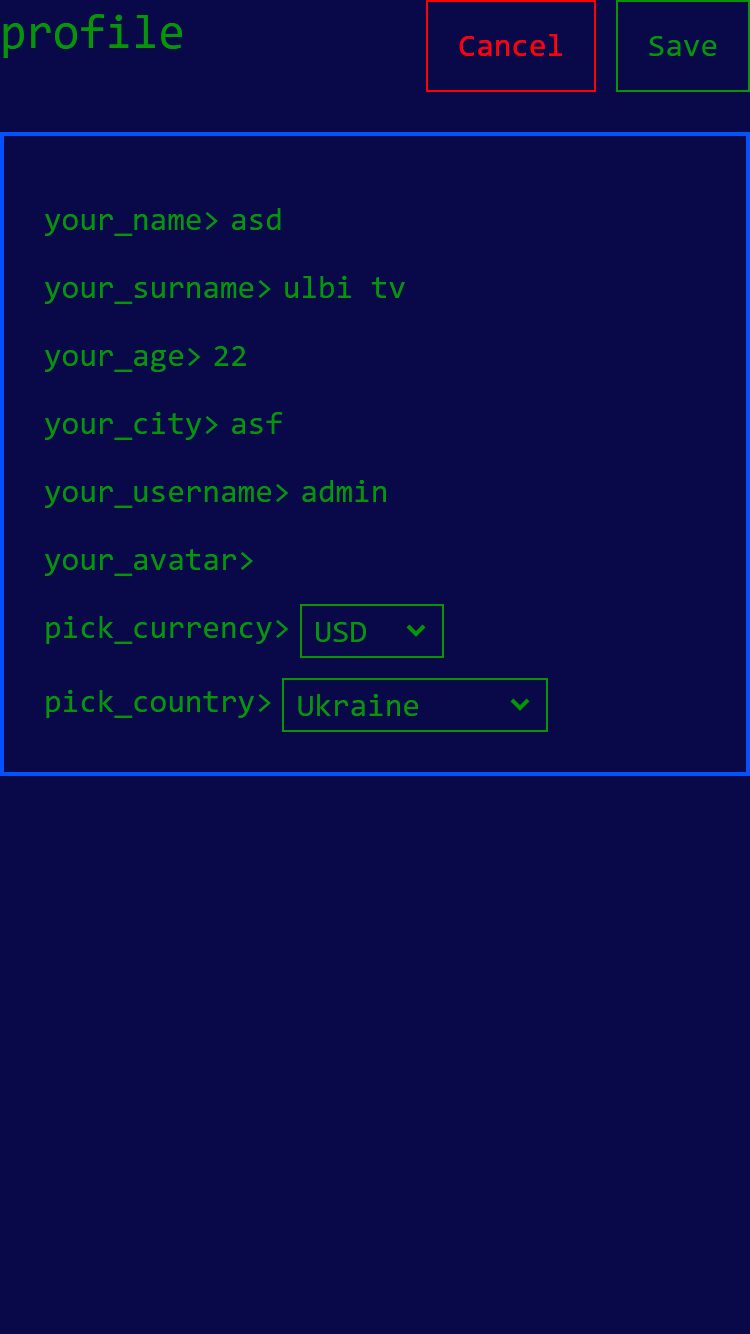 profile
Cancel
Save
your_name> asd
your_surname> ulbi tv
your_age> 22
your_city> asf
your_username> admin
your_avatar>
pick_currency> USD
pick_country> Ukraine